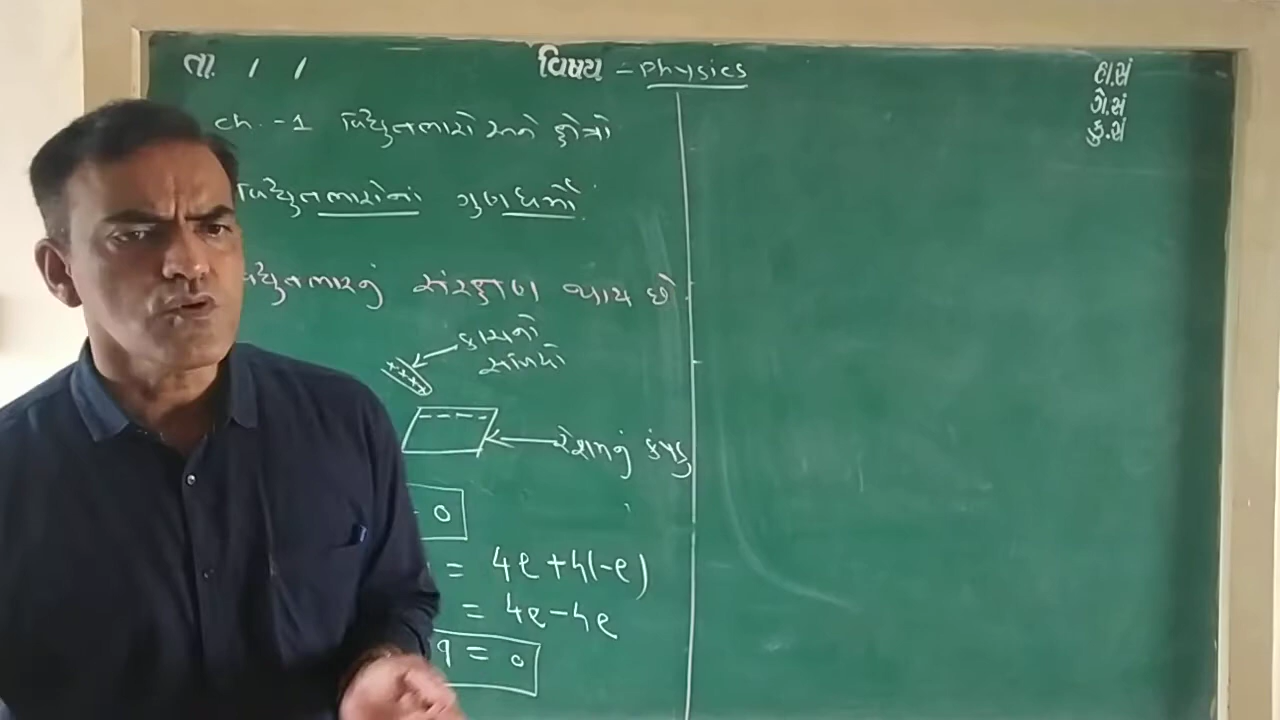 તા. / /
વિષય - Physics
હા.સં
ગે.સં
કુ.સં
ch. - 1 વિદ્યુતભારો અને ક્ષેત્રો
વિદ્યુતભારોનાં ગુણધર્મો :
વિદ્યુતભારનું સંરક્ષણ થાય છે.
કાચનો
સળિયો
++++
- - - -
રેશમનું કપડું
- 0
= 4e + 4(-e)
= 4e - 4e
q = 0